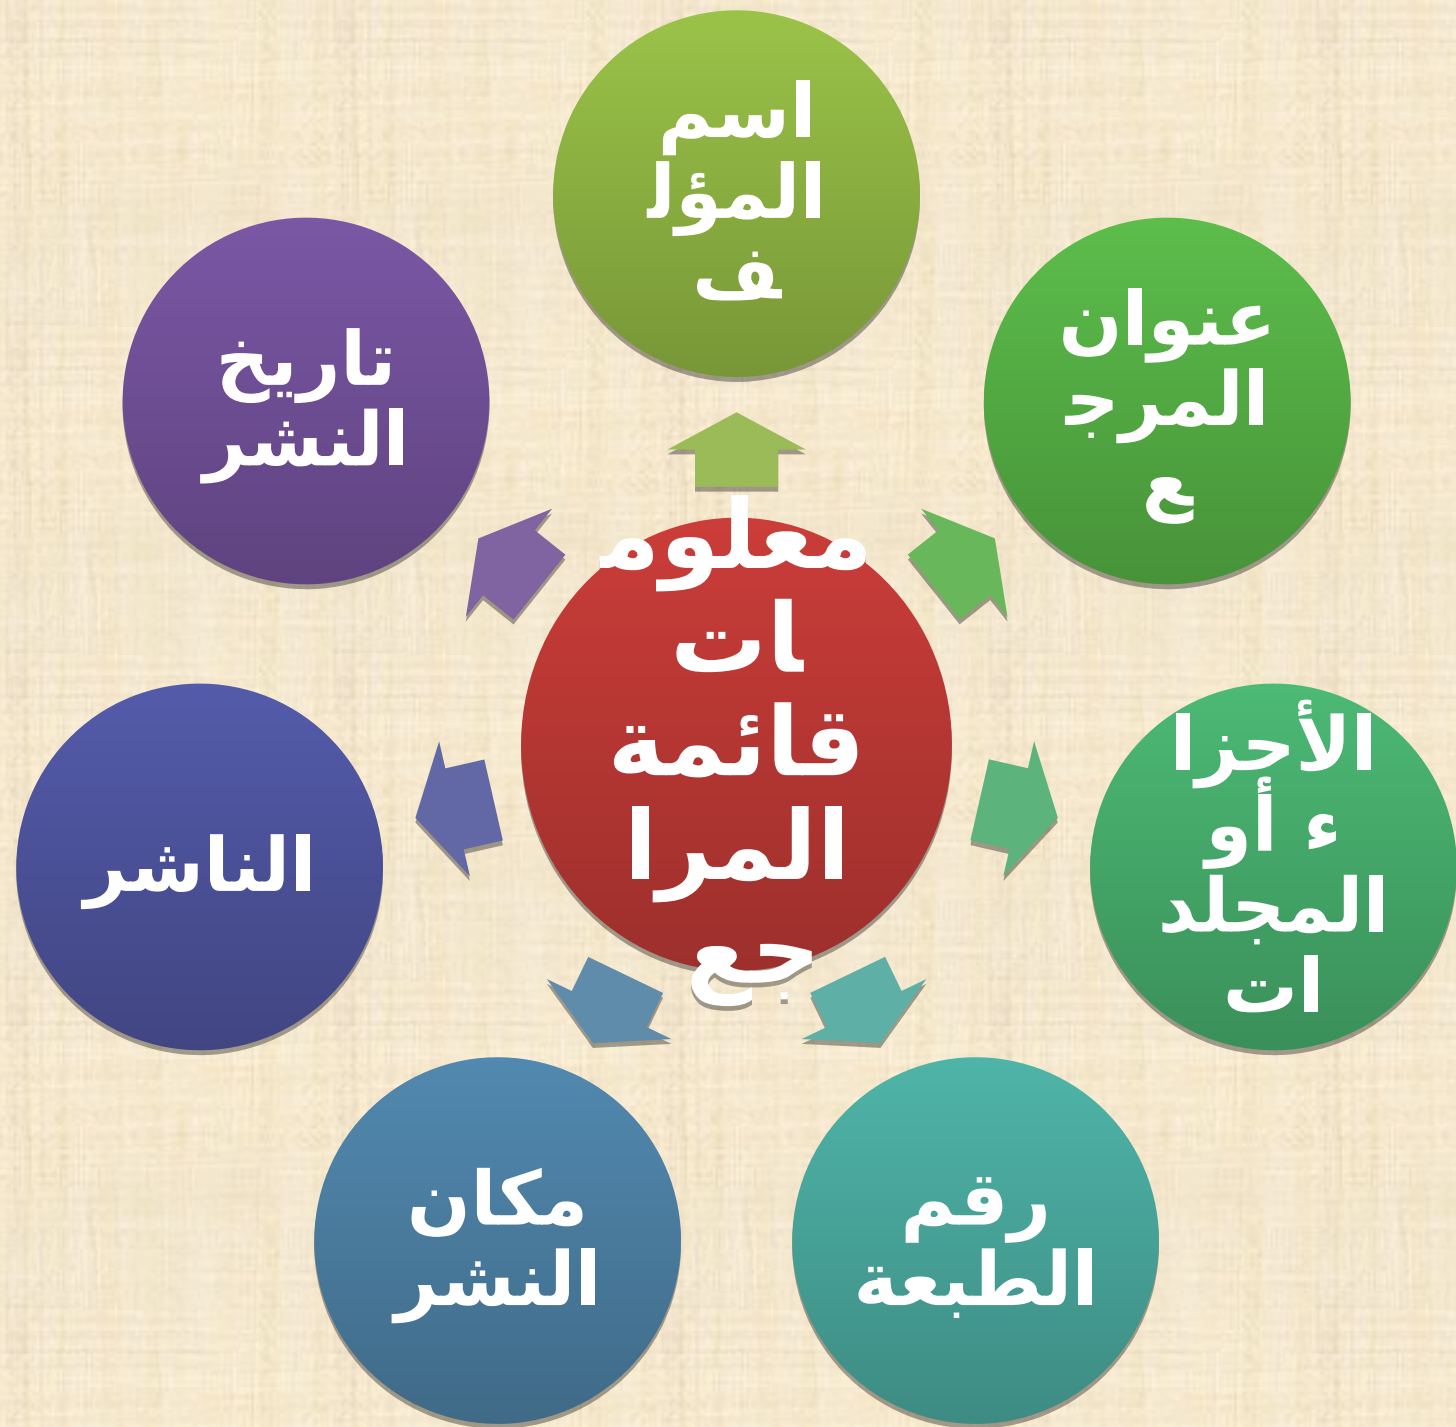 اسم
المؤل
ف
عنوان
المرج
ع
الأجزا
ء أو
المجلد
ات
رقم
الطبعة
مكان
النشر
الناشر
تاريخ
النشر
معلوم
ات
قائمة
المرا
جع